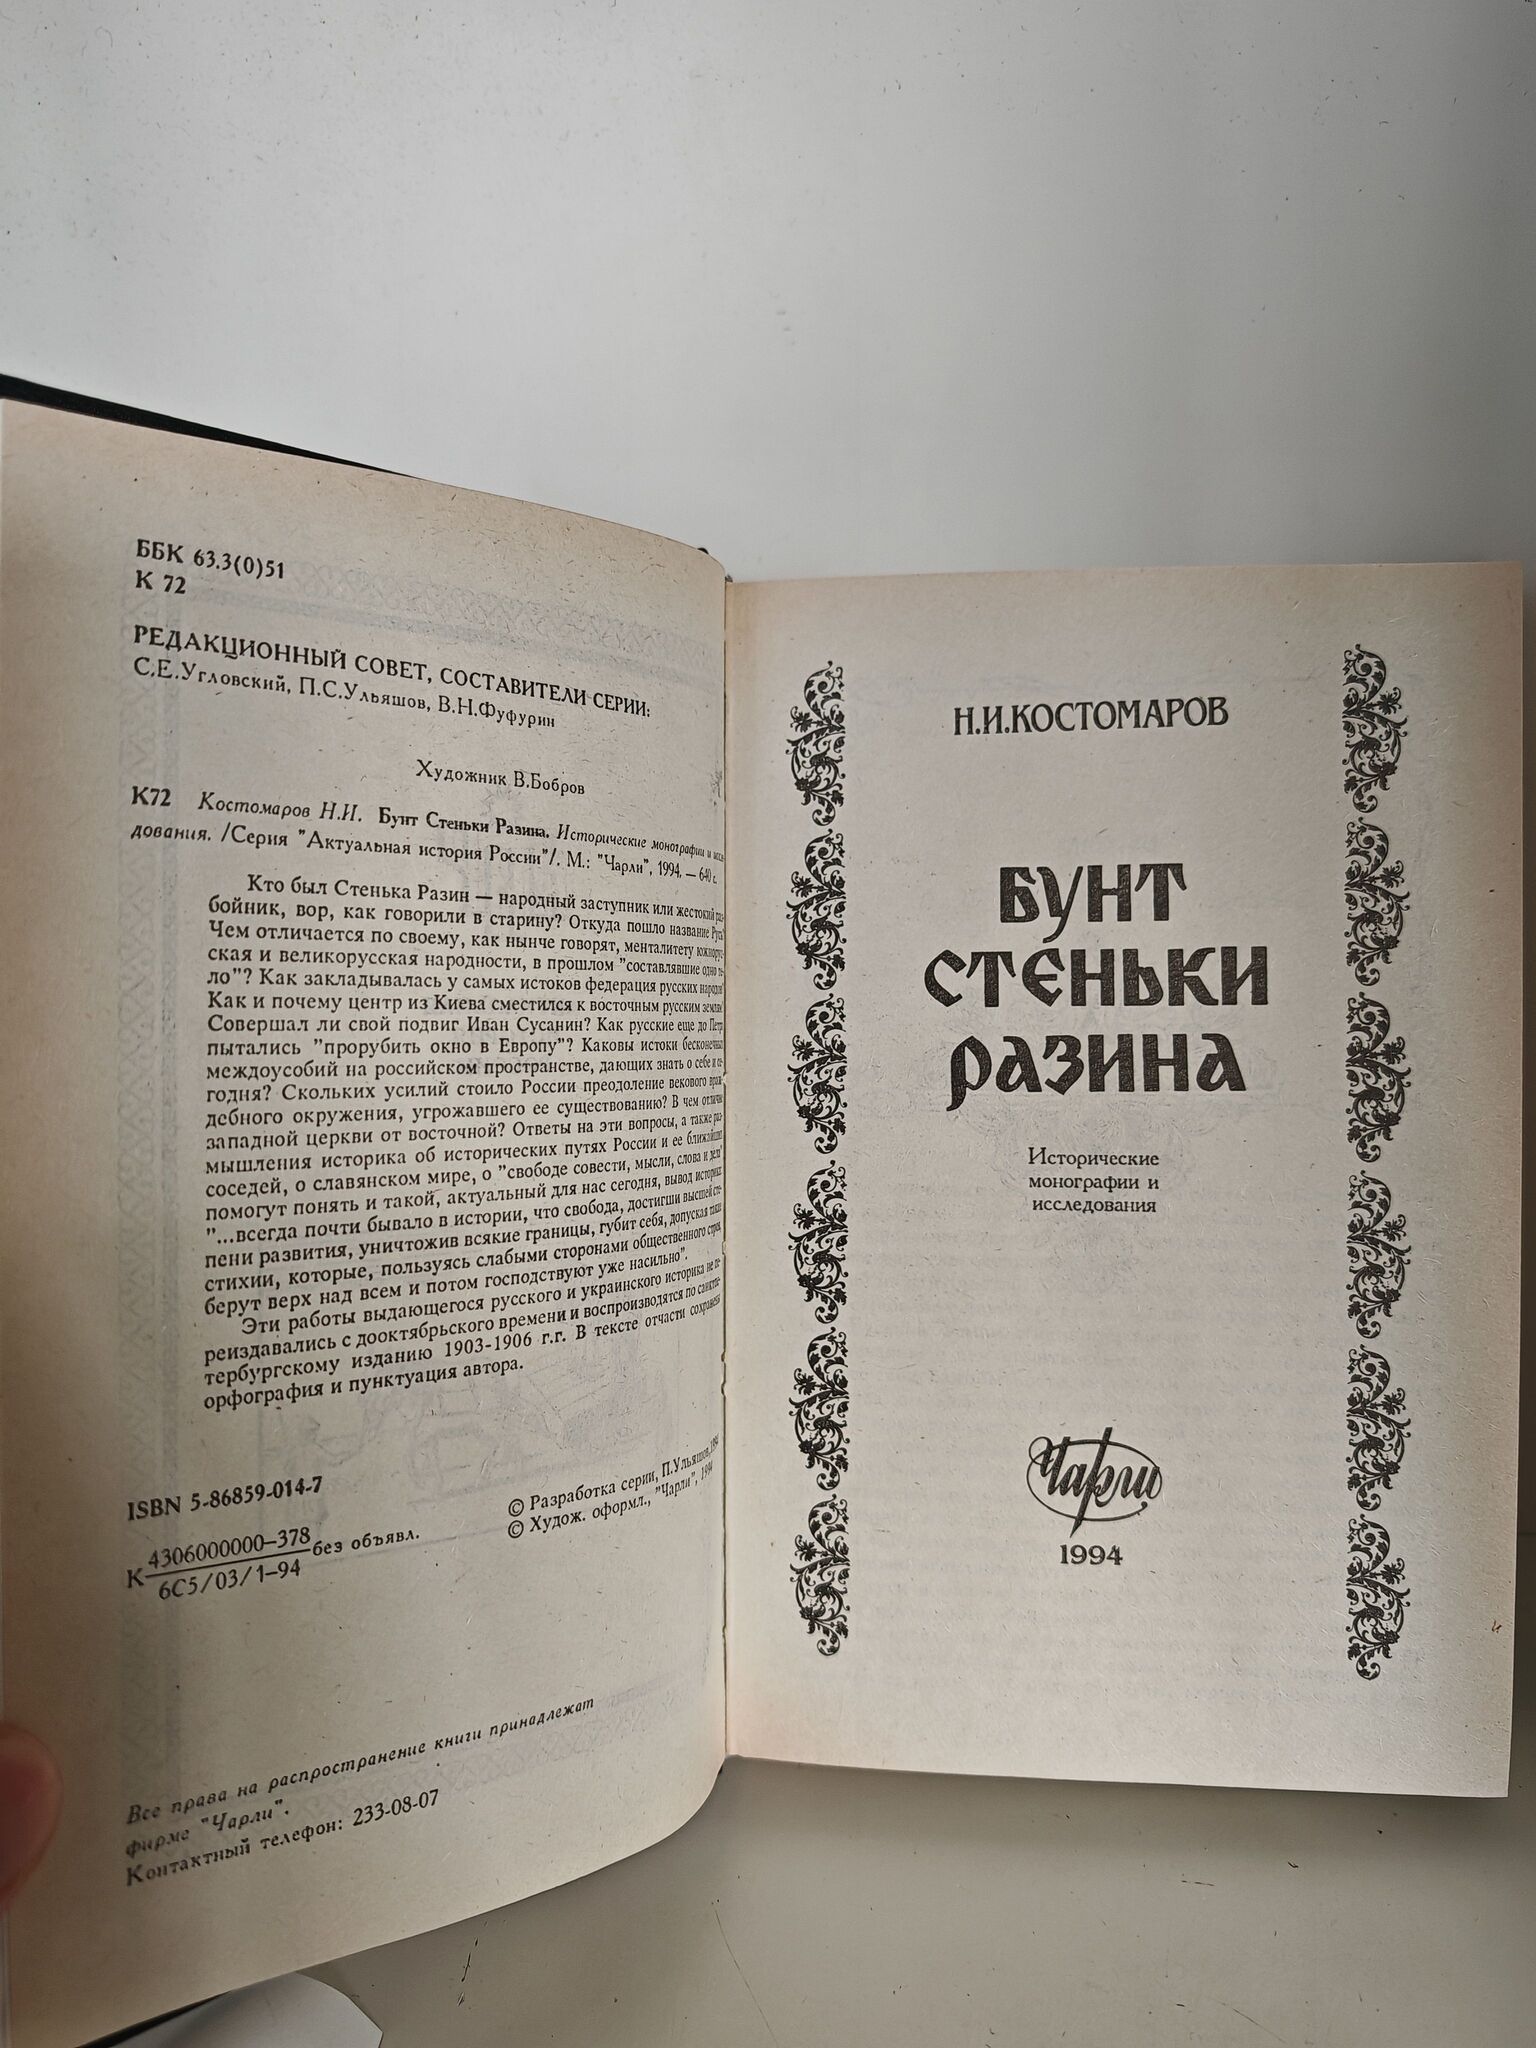 ББК 63.3(0)51
К 72
РЕДАКЦИОННЫЙ СОВЕТ, СОСТАВИТЕЛИ СЕРИИ:
С.Е.Угловский, П.С.Ульяшов, В.Н.Фуфурин
Художник В.Бобров
К72 Костомаров Н.И. Бунт Стеньки Разина. Исторические монографии и иссле-
дования. /Серия "Актуальная история России"/. М.: "Чарли", 1994. — 640 с.
Кто был Стенька Разин — народный заступник или жестокий раз-
бойник, вор, как говорили в старину? Откуда пошло название Русь?
Чем отличается по своему, как нынче говорят, менталитету южнорус-
ская и великорусская народности, в прошлом "составлявшие одно те-
ло"? Как закладывалась у самых истоков федерация русских народов?
Как и почему центр из Киева сместился к восточным русским землям?
Совершал ли свой подвиг Иван Сусанин? Как русские еще до Петра
пытались "прорубить окно в Европу"? Каковы истоки бесконечных
междоусобий на российском пространстве, дающих знать о себе и се-
годня? Скольких усилий стоило России преодоление векового враж-
дебного окружения, угрожавшего ее существованию? В чем отличие
западной церкви от восточной? Ответы на эти вопросы, а также раз-
мышления историка об исторических путях России и ее ближайших
соседей, о славянском мире, о "свободе совести, мысли, слова и дела"
помогут понять и такой, актуальный для нас сегодня, вывод историка:
"...всегда почти бывало в истории, что свобода, достигши высшей сте-
пени развития, уничтожив всякие границы, губит себя, допуская такие
стихии, которые, пользуясь слабыми сторонами общественного строя,
берут верх над всем и потом господствуют уже насильно".
Эти работы выдающегося русского и украинского историка не пе-
реиздавались с дооктябрьского времени и воспроизводятся по санктпе-
тербургскому изданию 1903-1906 г.г. В тексте отчасти сохранены
орфография и пунктуация автора.
ISBN 5-86859-014-7
© Разработка серии, П.Ульяшов, 1994
© Худож. оформл., "Чарли", 1994
К 4306000000–378 без объявл.
6С5/03/1–94
Все права на распространение книги принадлежат
фирме "Чарли".
Контактный телефон: 233-08-07
Н.И.КОСТОМАРОВ
БУНТ
СТЕНЬКИ
РАЗИНА
Исторические
монографии и
исследования
Чарли
1994